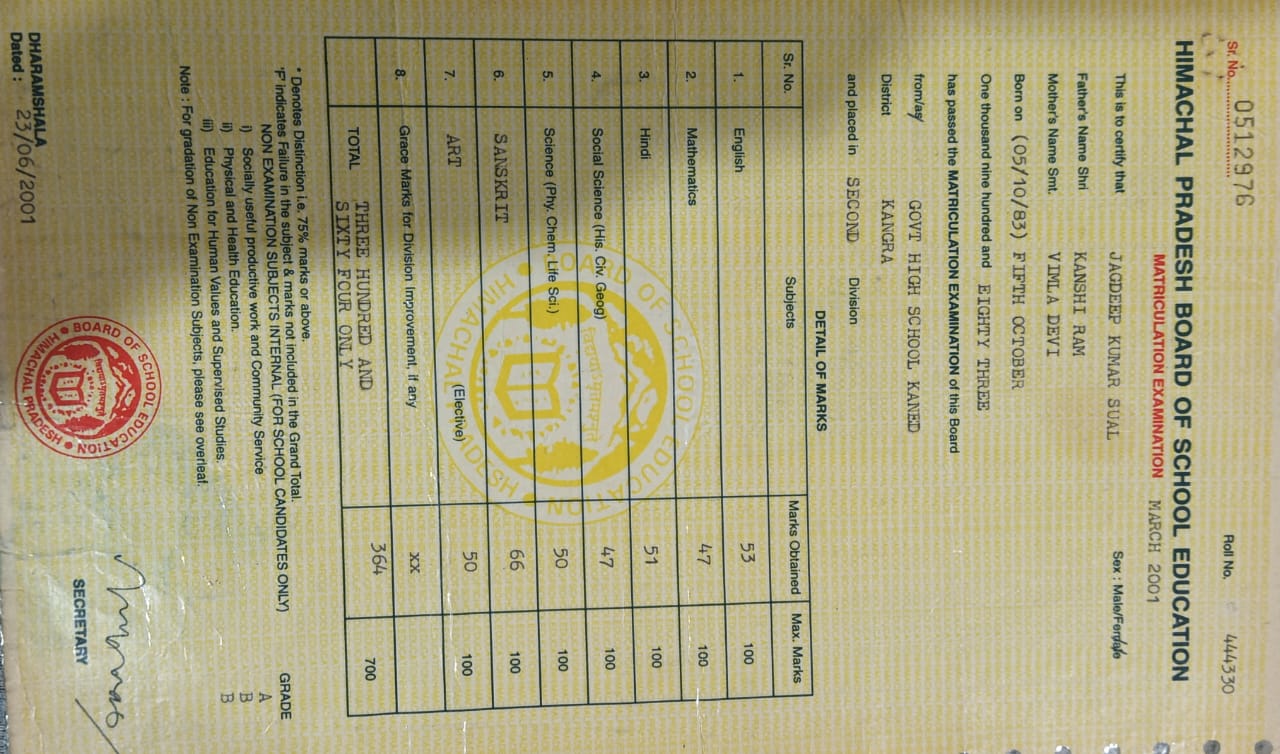 Sr. No. 0512976 Roll No. 444330
HIMACHAL PRADESH BOARD OF SCHOOL EDUCATION
MATRICULATION EXAMINATION MARCH 2001
This is to certify that JAGDEEP KUMAR SUAL Sex : Male/Female
Father's Name Shri KANSHI RAM
Mother's Name Smt. VIMLA DEVI
Born on (05/10/83) FIFTH OCTOBER
One thousand nine hundred and EIGHTY THREE
has passed the MATRICULATION EXAMINATION of this Board
from/as GOVT HIGH SCHOOL KANED
District KANGRA
and placed in SECOND Division
DETAIL OF MARKS
Sr. No. Subjects Marks Obtained Max. Marks
1. English 53 100
2. Mathematics 47 100
3. Hindi 51 100
4. Social Science (His. Civ. Geog) 47 100
5. Science (Phy. Chem. Life Sci.) 50 100
6. SANSKRIT 66 100
7. ART (Elective) 50 100
8. Grace Marks for Division Improvement, if any XX
TOTAL THREE HUNDRED AND 364 700
SIXTY FOUR ONLY
* Denotes Distinction i.e. 75% marks or above.
'F' indicates Failure in the subject & marks not included in the Grand Total.
NON EXAMINATION SUBJECTS INTERNAL (FOR SCHOOL CANDIDATES ONLY) GRADE
i) Socially useful productive work and Community Service A
ii) Physical and Health Education. B
iii) Education for Human Values and Supervised Studies. B
Note : For gradation of Non Examination Subjects, please see overleaf.
BOARD OF SCHOOL EDUCATION
HIMACHAL PRADESH
BOARD OF SCHOOL EDUCATION
HIMACHAL PRADESH
DHARAMSHALA
Dated : 23/06/2001
SECRETARY